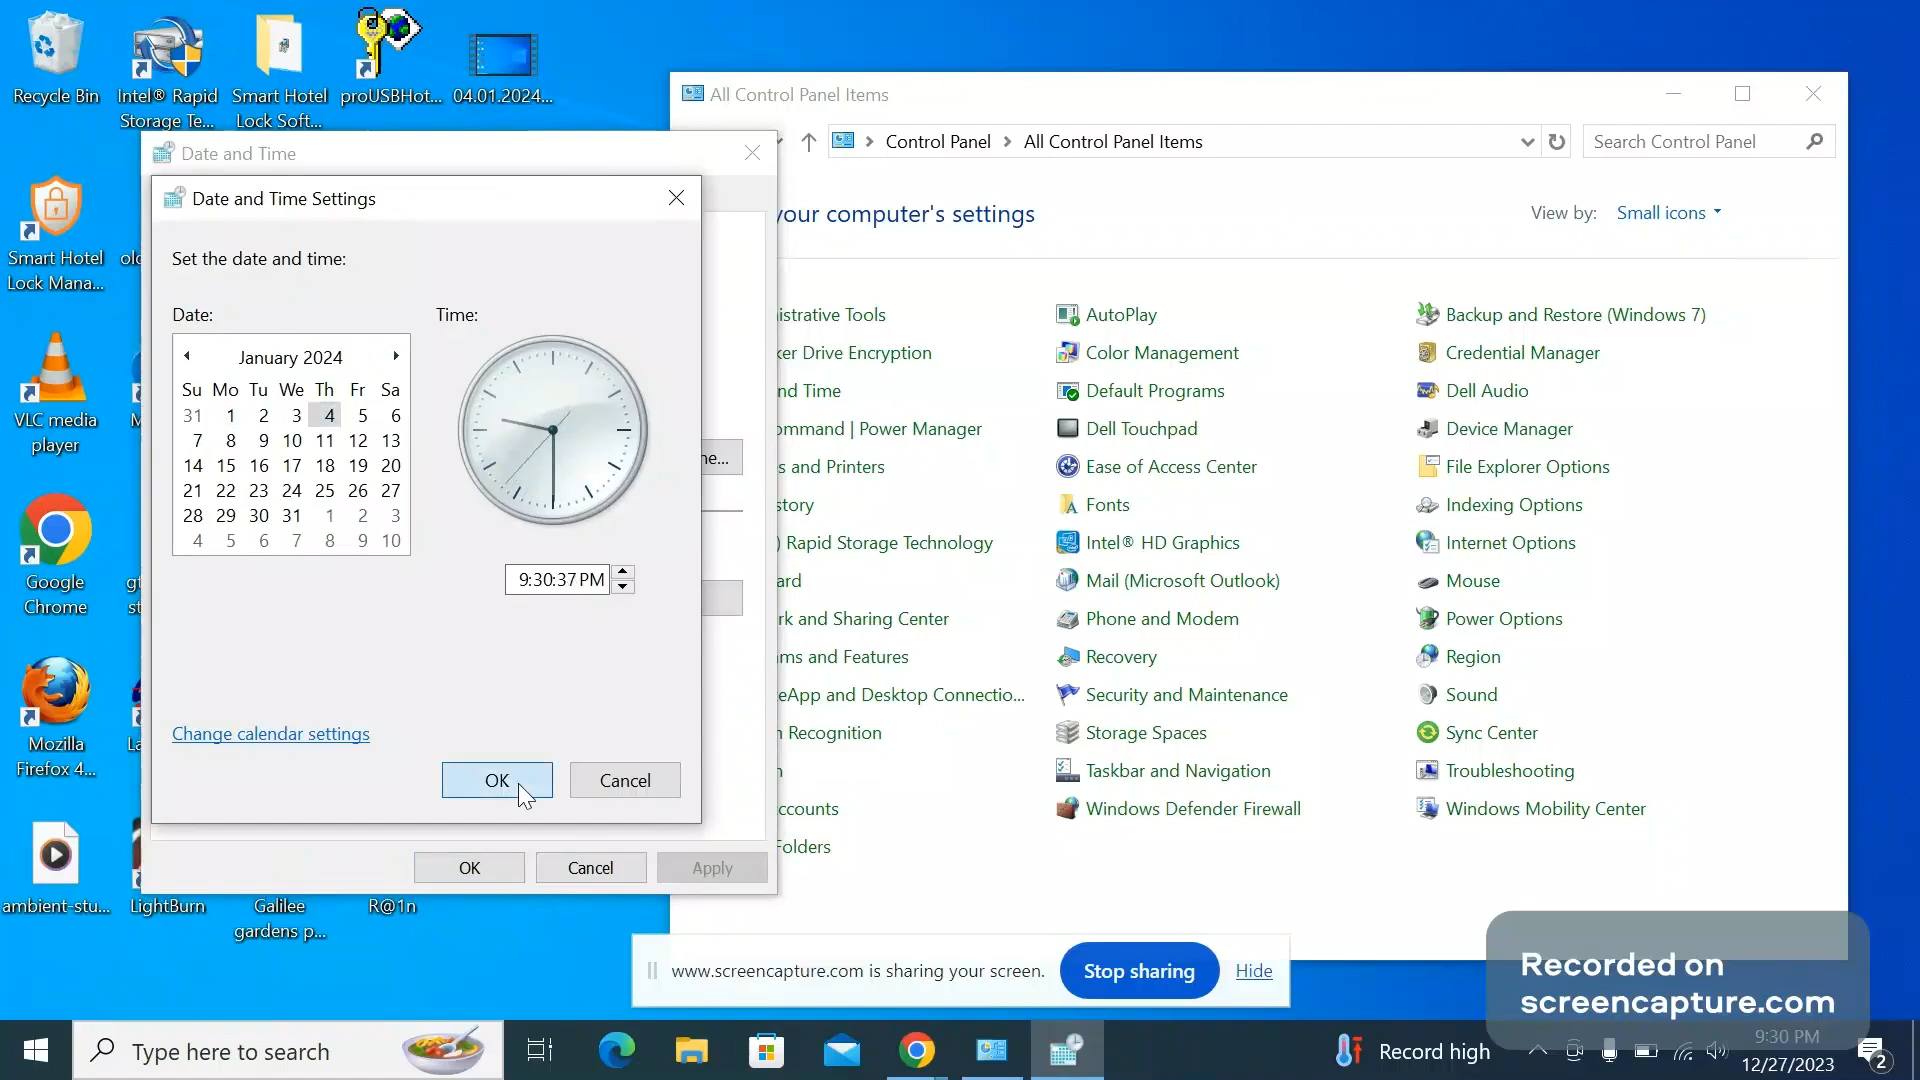 Recycle Bin
Intel® Rapid
Storage Te...
Smart Hotel
Lock Soft...
proUSBHot...
04.01.2024...
Smart Hotel
Lock Mana...
VLC media
player
Google
Chrome
Mozilla
Firefox 4...
ambient-stu...
LightBurn
Galilee
gardens p...
R@1n
Date and Time
Date and Time Settings
Set the date and time:
Date:
Time:
January 2024
Su Mo Tu We Th Fr Sa
31 1 2 3 4 5 6
7 8 9 10 11 12 13
14 15 16 17 18 19 20
21 22 23 24 25 26 27
28 29 30 31 1 2 3
4 5 6 7 8 9 10
9:30:37 PM
Change calendar settings
OK Cancel
ne...
OK Cancel Apply
All Control Panel Items
Control Panel All Control Panel Items
Search Control Panel
your computer's settings
View by: Small icons
istrative Tools
ker Drive Encryption
nd Time
ommand | Power Manager
s and Printers
story
) Rapid Storage Technology
ard
rk and Sharing Center
ms and Features
eApp and Desktop Connectio...
n Recognition
ccounts
Folders
AutoPlay
Color Management
Default Programs
Dell Touchpad
Ease of Access Center
Fonts
Intel® HD Graphics
Mail (Microsoft Outlook)
Phone and Modem
Recovery
Security and Maintenance
Storage Spaces
Taskbar and Navigation
Windows Defender Firewall
Backup and Restore (Windows 7)
Credential Manager
Dell Audio
Device Manager
File Explorer Options
Indexing Options
Internet Options
Mouse
Power Options
Region
Sound
Sync Center
Troubleshooting
Windows Mobility Center
www.screencapture.com is sharing your screen.
Stop sharing
Hide
Recorded on
screencapture.com
Type here to search
Record high
9:30 PM
12/27/2023
2